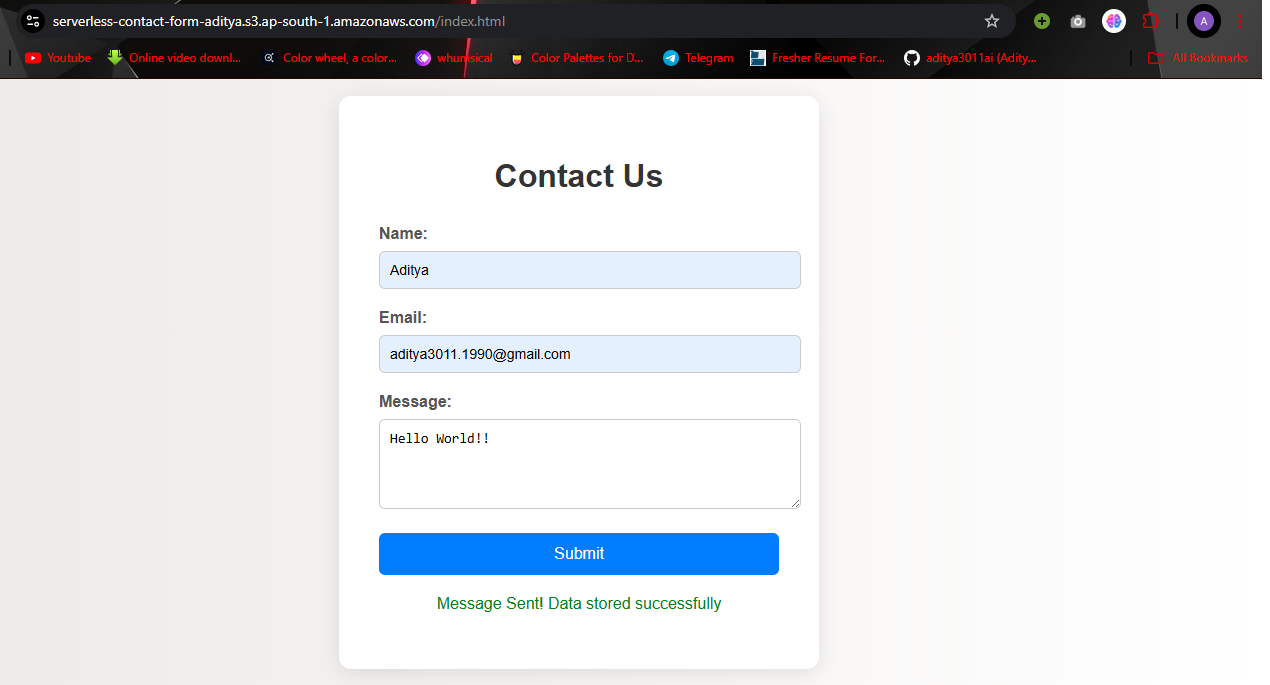 serverless-contact-form-aditya.s3.ap-south-1.amazonaws.com/index.html
A
Youtube
Online video downl...
Color wheel, a color...
whumsical
Color Palettes for D...
Telegram
Fresher Resume For...
aditya3011ai (Adity...
All Bookmarks
Contact Us
Name:
Aditya
Email:
aditya3011.1990@gmail.com
Message:
Hello World!!
Submit
Message Sent! Data stored successfully